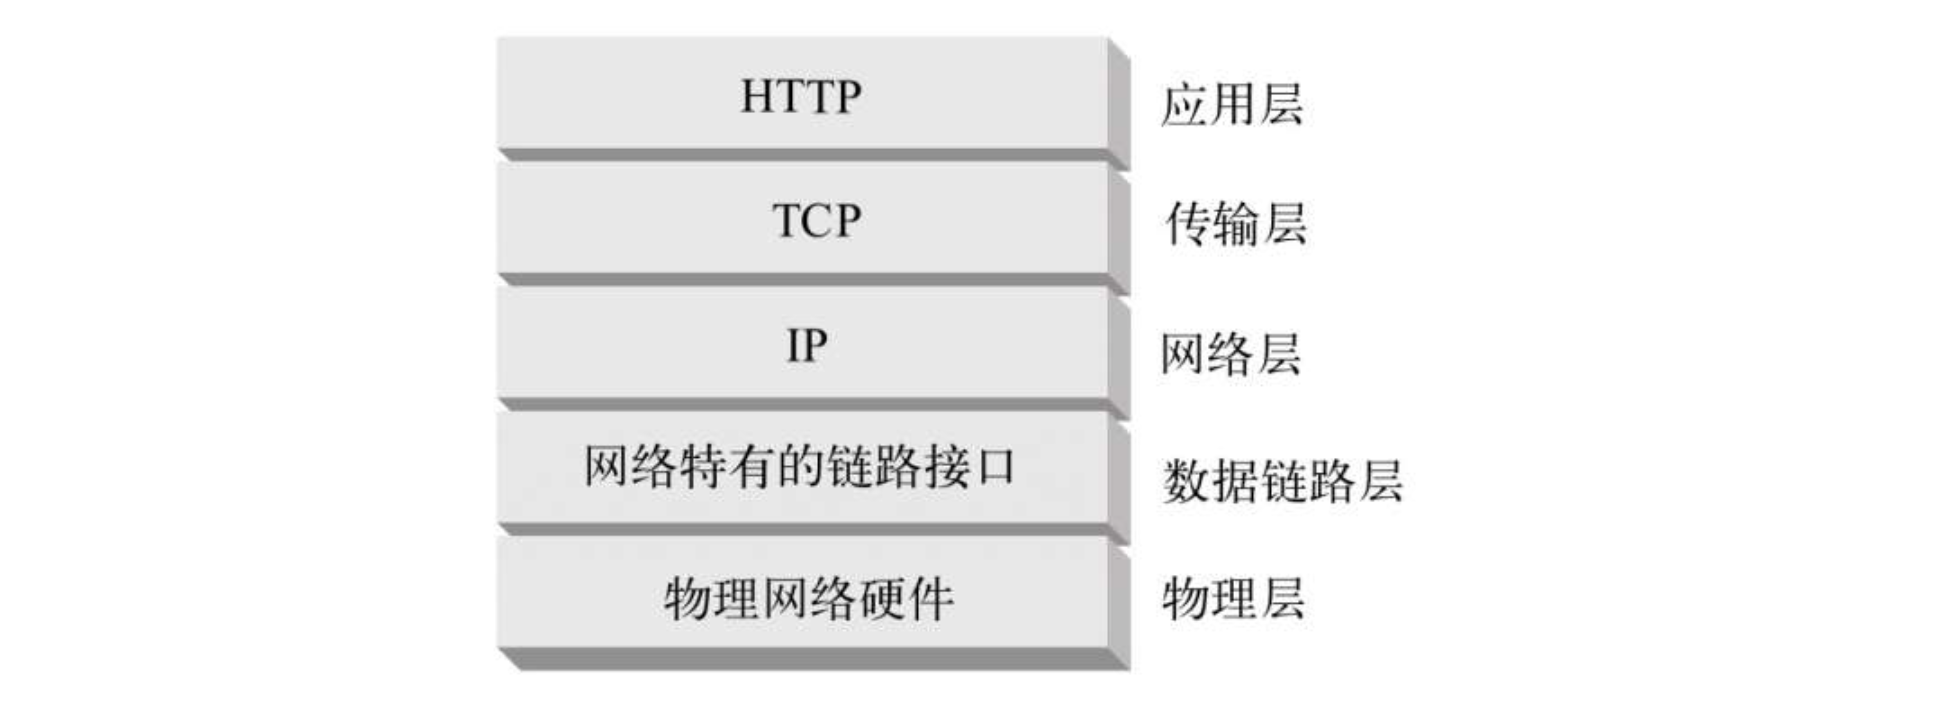 HTTP
应用层
TCP
传输层
IP
网络层
网络特有的链路接口
数据链路层
物理网络硬件
物理层